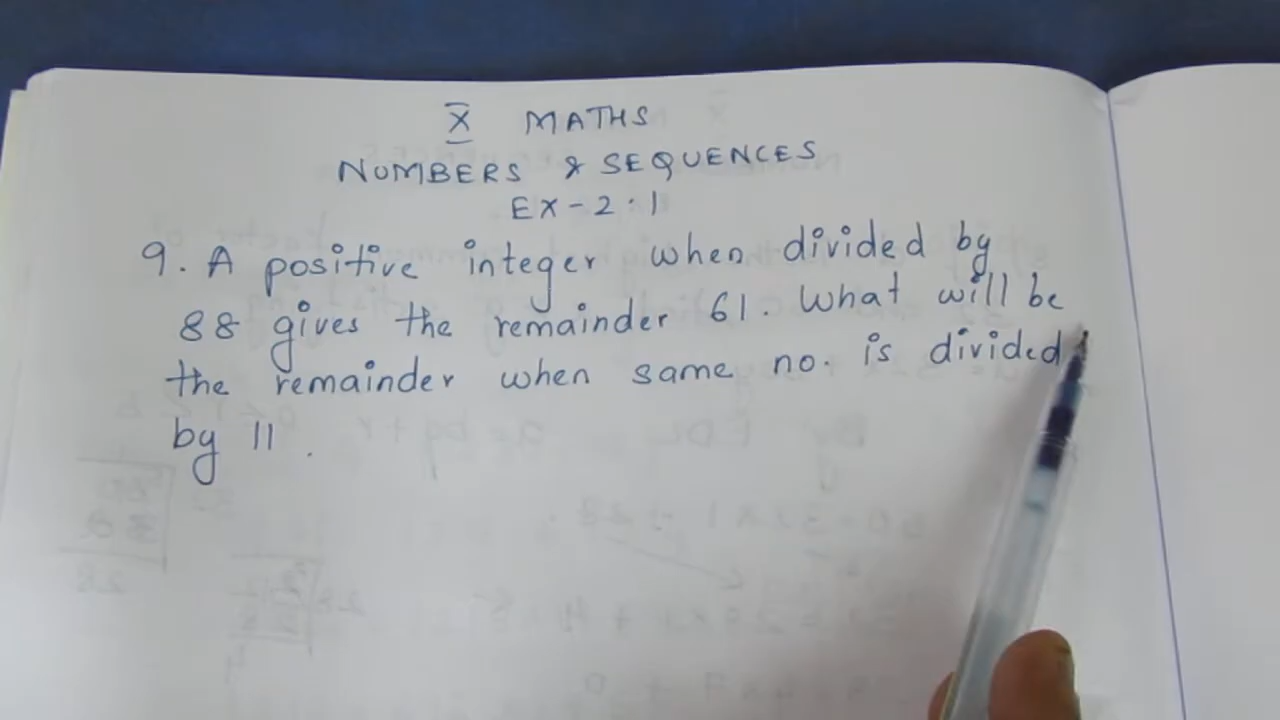 X MATHS
NUMBERS & SEQUENCES
EX-2.1
9. A positive integer when divided by
88 gives the remainder 61. What will be
the remainder when same no. is divided
by 11.